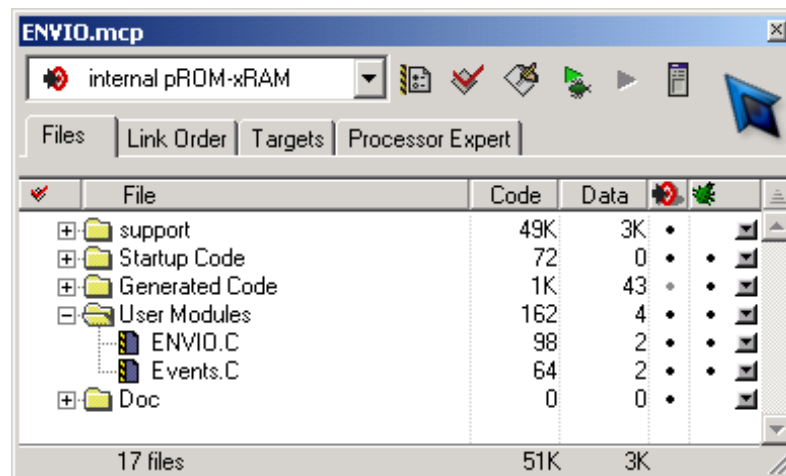 ENVIO.mcp
internal pROM-xRAM
Files Link Order Targets Processor Expert
File Code Data
support 49K 3K
Startup Code 72 0
Generated Code 1K 43
User Modules 162 4
ENVIO.C 98 2
Events.C 64 2
Doc 0 0
17 files 51K 3K